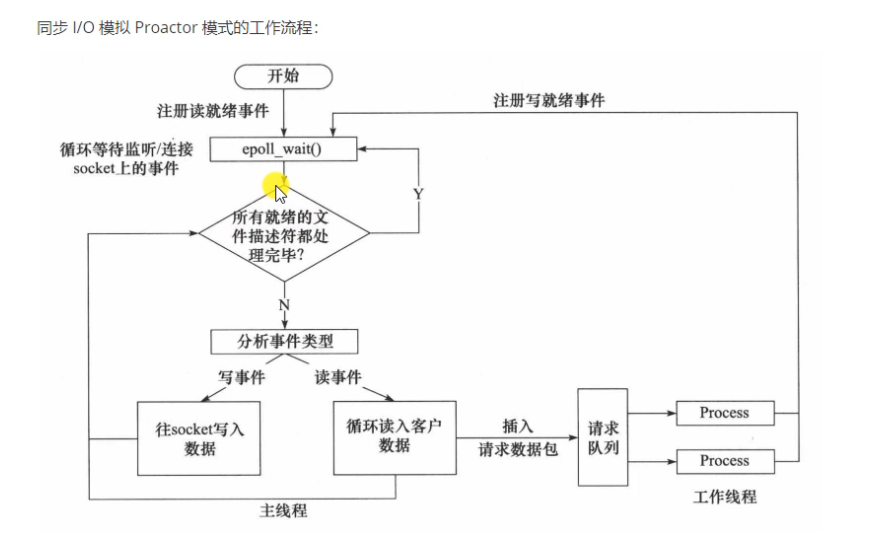 同步 I/O 模拟 Proactor 模式的工作流程：
开始
注册读就绪事件
注册写就绪事件
循环等待监听/连接
socket上的事件
epoll_wait()
Y
所有就绪的文
件描述符都处
理完毕?
N
分析事件类型
写事件
读事件
往socket写入
数据
循环读入客户
数据
插入
请求数据包
请求
队列
Process
Process
工作线程
主线程